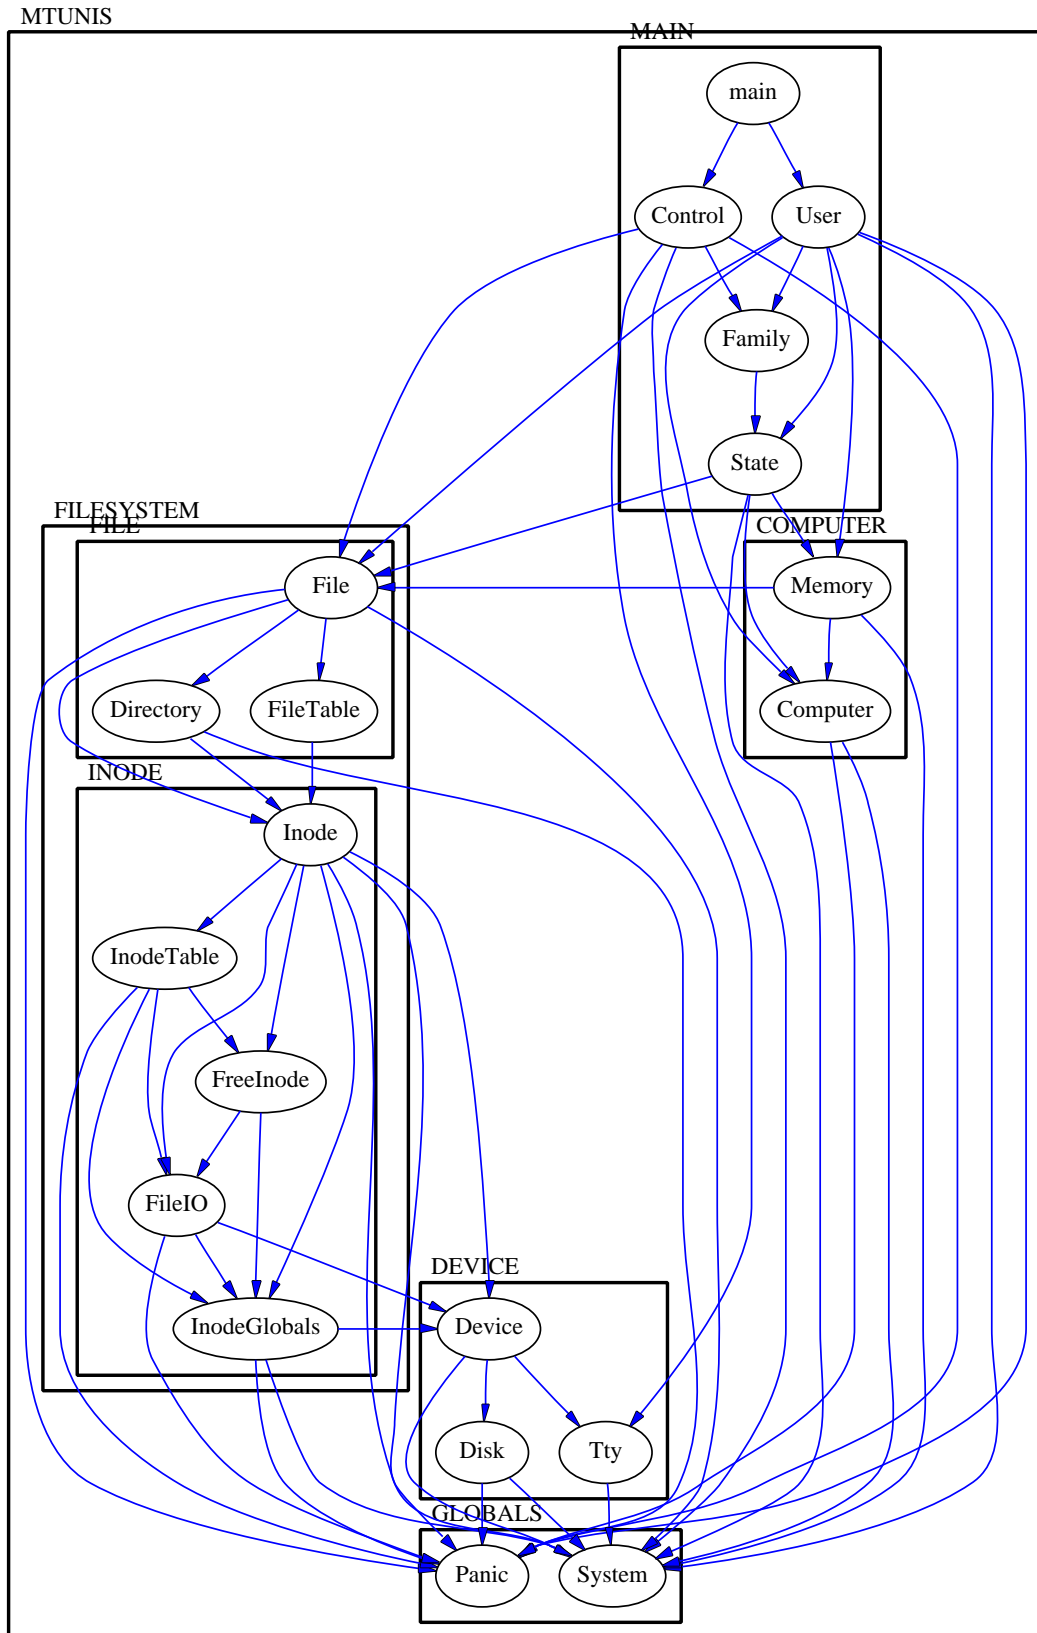 MTUNIS
MAIN
main
Control
User
Family
State
FILESYSTEM
FILE
COMPUTER
File
Memory
Directory
FileTable
Computer
INODE
Inode
InodeTable
FreeInode
FileIO
DEVICE
InodeGlobals
Device
Disk
Tty
GLOBALS
Panic
System